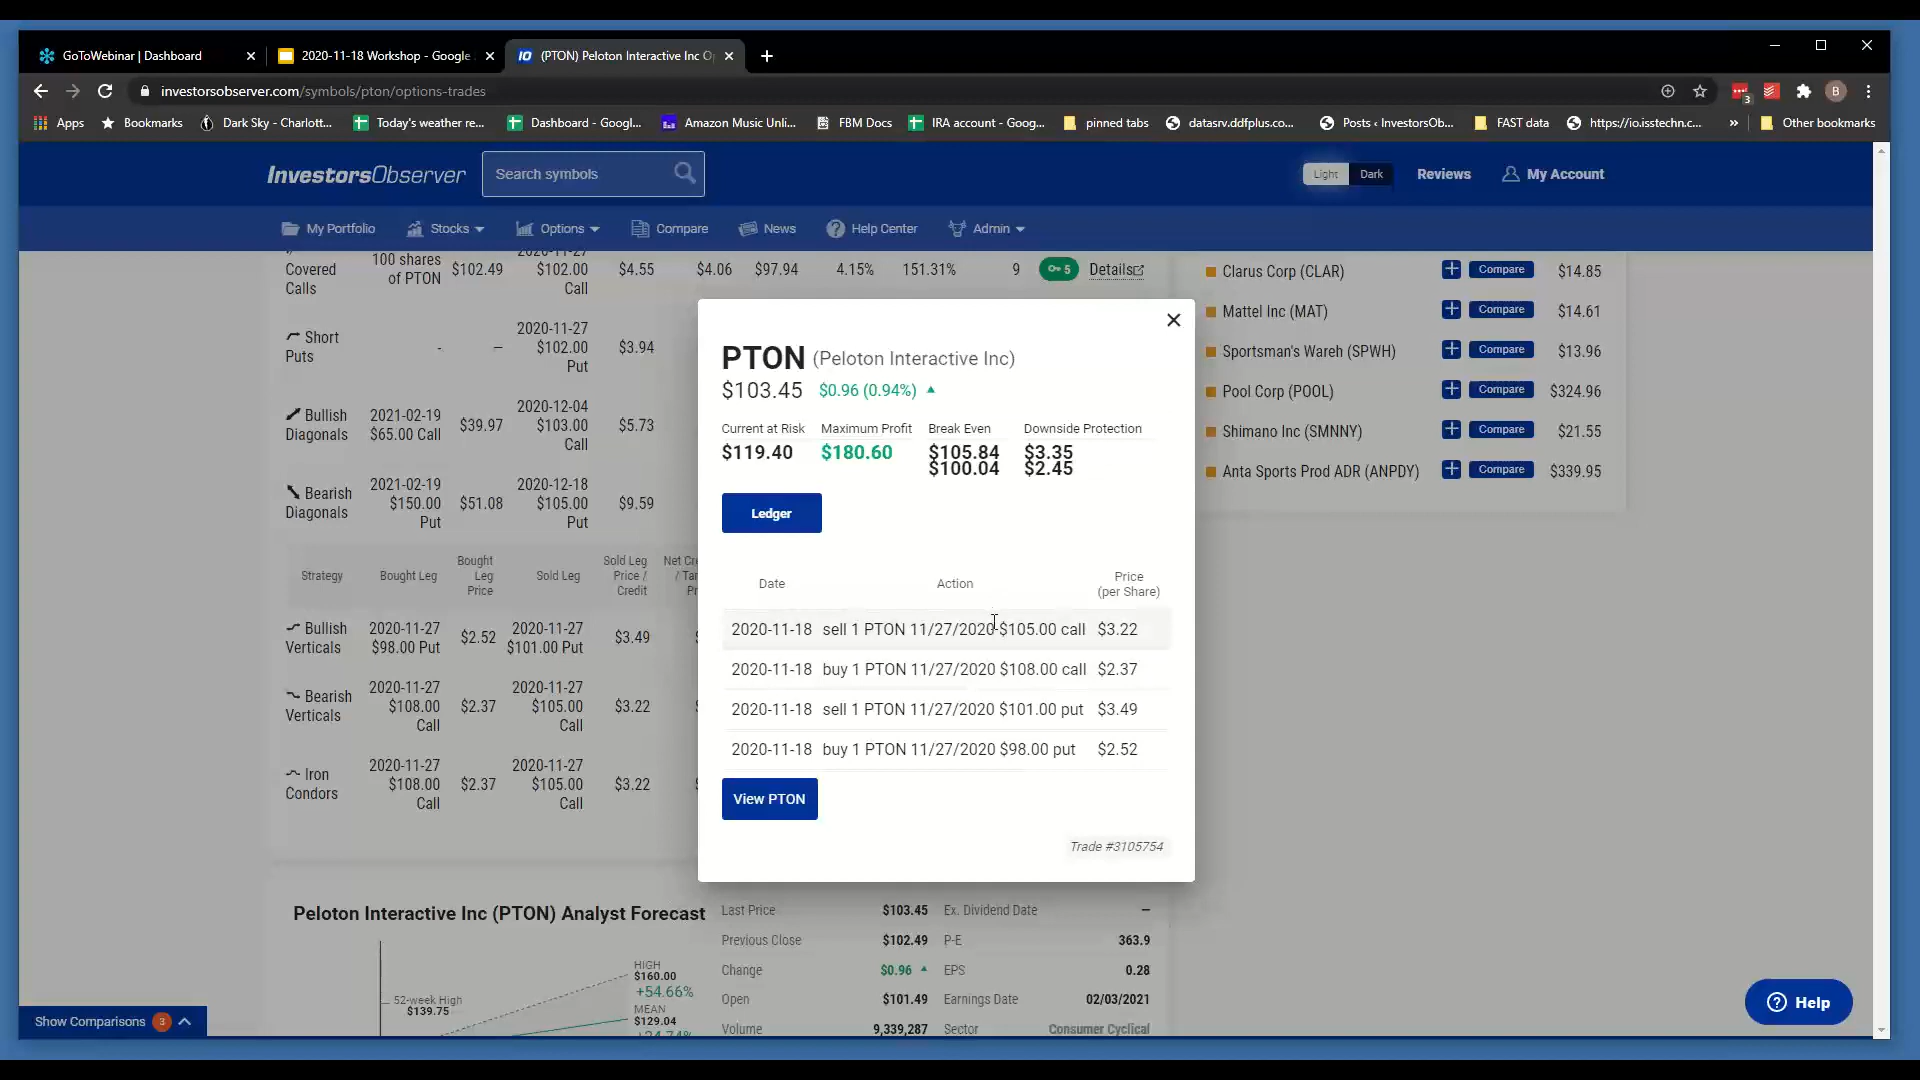 GoToWebinar | Dashboard
2020-11-18 Workshop - Google
IO (PTON) Peloton Interactive Inc O
investorsobserver.com/symbols/pton/options-trades
3
B
Apps
Bookmarks
Dark Sky - Charlott...
Today's weather re...
Dashboard - Googl...
Amazon Music Unli...
FBM Docs
IRA account - Goog...
pinned tabs
datasrv.ddfplus.co...
Posts ‹ InvestorsOb...
FAST data
https://io.isstechn.c...
»
Other bookmarks
InvestorsObserver
Search symbols
Light Dark
Reviews
My Account
My Portfolio
Stocks
Options
Compare
News
Help Center
Admin
Covered Calls
100 shares of PTON
$102.49
$102.00 Call
$4.55
$4.06
$97.94
4.15%
151.31%
9
5
Details
Short Puts
-
—
2020-11-27 $102.00 Put
$3.94
Bullish Diagonals
2021-02-19 $65.00 Call
$39.97
2020-12-04 $103.00 Call
$5.73
Bearish Diagonals
2021-02-19 $150.00 Put
$51.08
2020-12-18 $105.00 Put
$9.59
Strategy
Bought Leg
Bought Leg Price
Sold Leg
Sold Leg Price / Credit
Bullish Verticals
2020-11-27 $98.00 Put
$2.52
2020-11-27 $101.00 Put
$3.49
Bearish Verticals
2020-11-27 $108.00 Call
$2.37
2020-11-27 $105.00 Call
$3.22
Iron Condors
2020-11-27 $108.00 Call
$2.37
2020-11-27 $105.00 Call
$3.22
PTON (Peloton Interactive Inc)
$103.45 $0.96 (0.94%)
Current at Risk Maximum Profit Break Even Downside Protection
$119.40 $180.60 $105.84 $3.35
$100.04 $2.45
Ledger
Date Action Price (per Share)
2020-11-18 sell 1 PTON 11/27/2020 $105.00 call $3.22
2020-11-18 buy 1 PTON 11/27/2020 $108.00 call $2.37
2020-11-18 sell 1 PTON 11/27/2020 $101.00 put $3.49
2020-11-18 buy 1 PTON 11/27/2020 $98.00 put $2.52
View PTON
Trade #3105754
Clarus Corp (CLAR) Compare $14.85
Mattel Inc (MAT) Compare $14.61
Sportsman's Wareh (SPWH) Compare $13.96
Pool Corp (POOL) Compare $324.96
Shimano Inc (SMNNY) Compare $21.55
Anta Sports Prod ADR (ANPDY) Compare $339.95
Peloton Interactive Inc (PTON) Analyst Forecast
HIGH
$160.00
+54.66%
52-week High
$139.75
MEAN
$129.04
Last Price $103.45 Ex. Dividend Date —
Previous Close $102.49 P-E 363.9
Change $0.96 EPS 0.28
Open $101.49 Earnings Date 02/03/2021
Volume 9,339,287 Sector Consumer Cyclical
Show Comparisons 3
Help